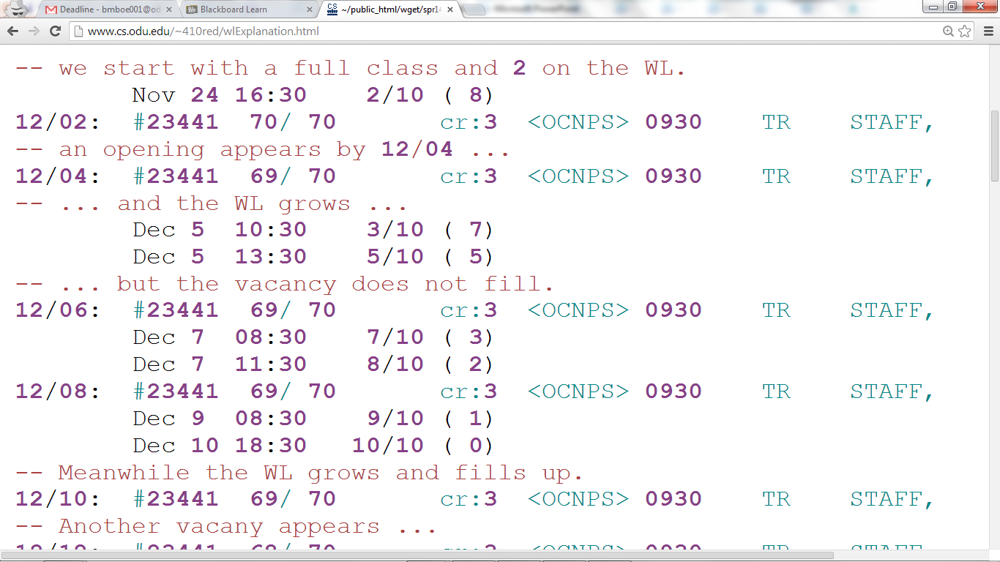 Deadline - bmboe001@od
Blackboard Learn
~/public_html/wget/spr14
Microsoft PowerPoint
www.cs.odu.edu/~410red/wlExplanation.html
-- we start with a full class and 2 on the WL.
Nov 24 16:30 2/10 ( 8)
12/02: #23441 70/ 70 cr:3 <OCNPS> 0930 TR STAFF,
-- an opening appears by 12/04 ...
12/04: #23441 69/ 70 cr:3 <OCNPS> 0930 TR STAFF,
-- ... and the WL grows ...
Dec 5 10:30 3/10 ( 7)
Dec 5 13:30 5/10 ( 5)
-- ... but the vacancy does not fill.
12/06: #23441 69/ 70 cr:3 <OCNPS> 0930 TR STAFF,
Dec 7 08:30 7/10 ( 3)
Dec 7 11:30 8/10 ( 2)
12/08: #23441 69/ 70 cr:3 <OCNPS> 0930 TR STAFF,
Dec 9 08:30 9/10 ( 1)
Dec 10 18:30 10/10 ( 0)
-- Meanwhile the WL grows and fills up.
12/10: #23441 69/ 70 cr:3 <OCNPS> 0930 TR STAFF,
-- Another vacany appears ...
12/12: #23441 68/ 70 cr:3 <OCNPS> 0930 TR STAFF,